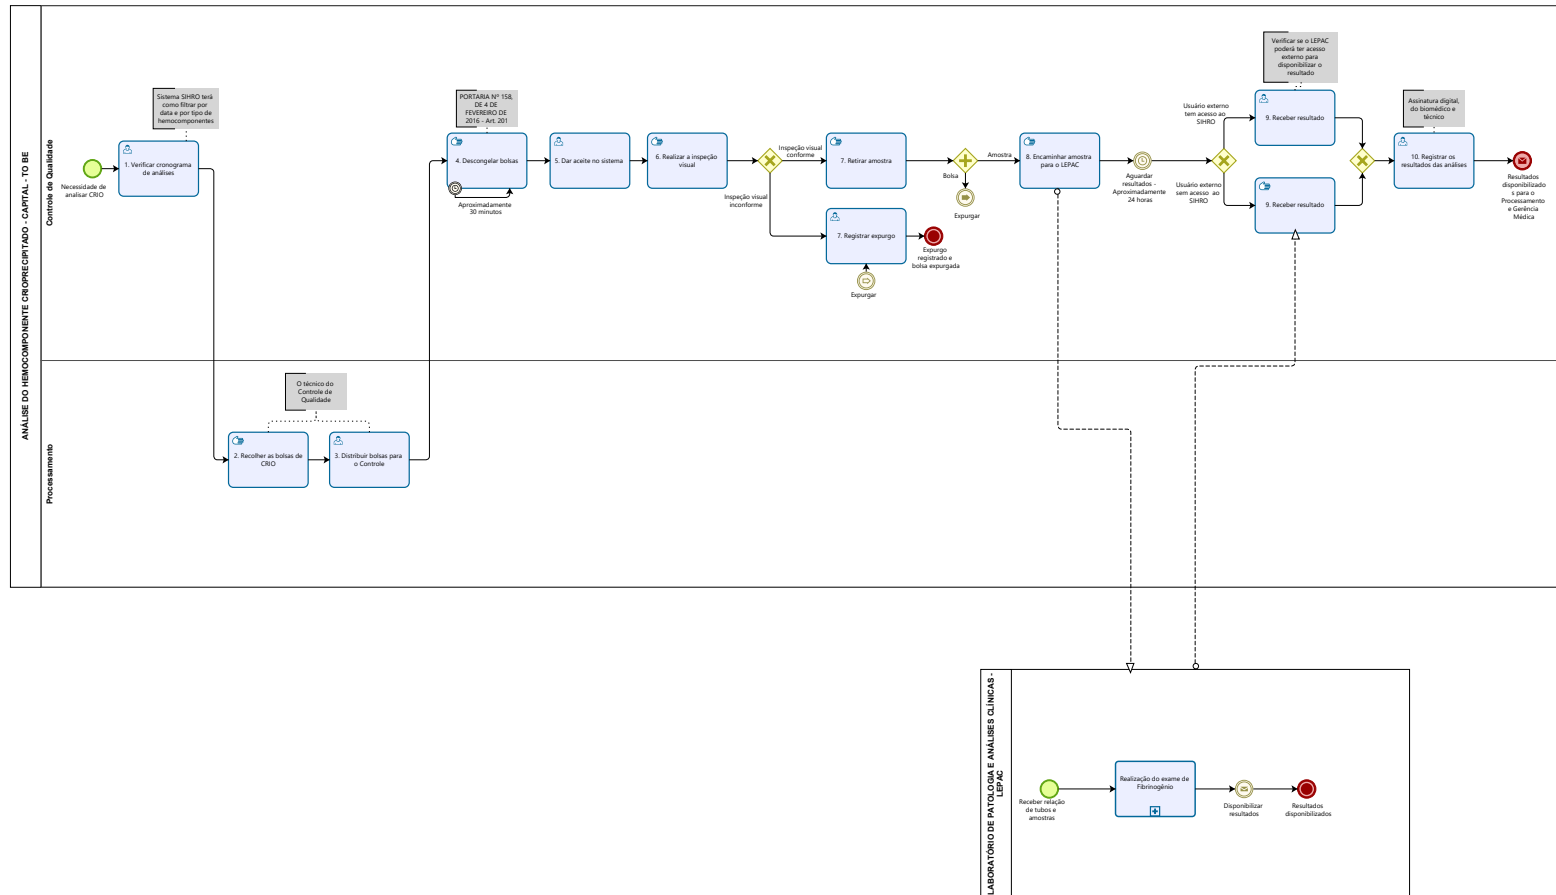 ANÁLISE DO HEMOCOMPONENTE CRIOPRECIPITADO - CAPITAL - TO BE
Controle de Qualidade
Necessidade de
analisar CRIO
Sistema SIHRO terá
como filtrar por
data e por tipo de
hemocomponentes
1. Verificar cronograma
de análises
PORTARIA Nº 158,
DE 4 DE
FEVEREIRO DE
2016 - Art. 201
4. Descongelar bolsas
Aproximadamente
30 minutos
5. Dar aceite no sistema
6. Realizar a inspeção
visual
Inspeção visual
conforme
Inspeção visual
inconforme
7. Retirar amostra
7. Registrar expurgo
Expurgar
Expurgo
registrado e
bolsa expurgada
Amostra
Bolsa
Expurgar
8. Encaminhar amostra
para o LEPAC
Aguardar
resultados -
Aproximadamente
24 horas
Usuário externo
tem acesso ao
SIHRO
Usuário externo
sem acesso ao
SIHRO
Verificar se o LEPAC
poderá ter acesso
externo para
disponibilizar o
resultado
9. Receber resultado
9. Receber resultado
Assinatura digital,
do biomédico e
técnico
10. Registrar os
resultados das análises
Resultados
disponibilizado
s para o
Processamento
e Gerência
Médica
Processamento
O técnico do
Controle de
Qualidade
2. Recolher as bolsas de
CRIO
3. Distribuir bolsas para
o Controle
LABORATÓRIO DE PATOLOGIA E ANÁLISES CLÍNICAS -
LEPAC
Receber relação
de tubos e
amostras
Realização do exame de
Fibrinogênio
Disponibilizar
resultados
Resultados
disponibilizados